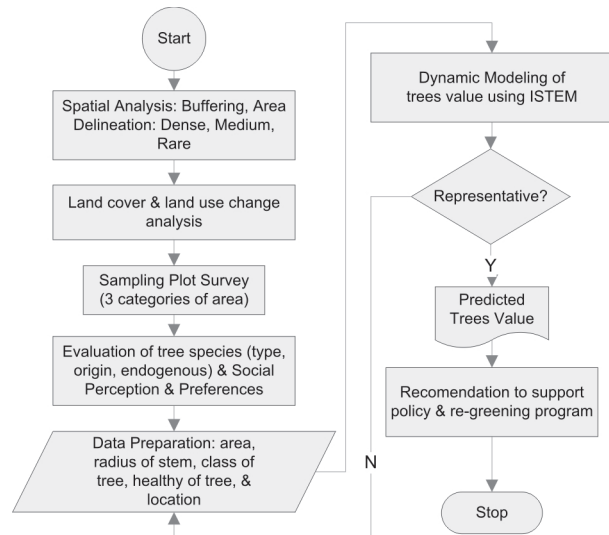 Start
Spatial Analysis: Buffering, Area
Delineation: Dense, Medium,
Rare
Land cover & land use change
analysis
Sampling Plot Survey
(3 categories of area)
Evaluation of tree species (type,
origin, endogenous) & Social
Perception & Preferences
Data Preparation: area,
radius of stem, class of
tree, healthy of tree, &
location
Dynamic Modeling of
trees value using ISTEM
Representative?
Y
N
Predicted
Trees Value
Recomendation to support
policy & re-greening program
Stop